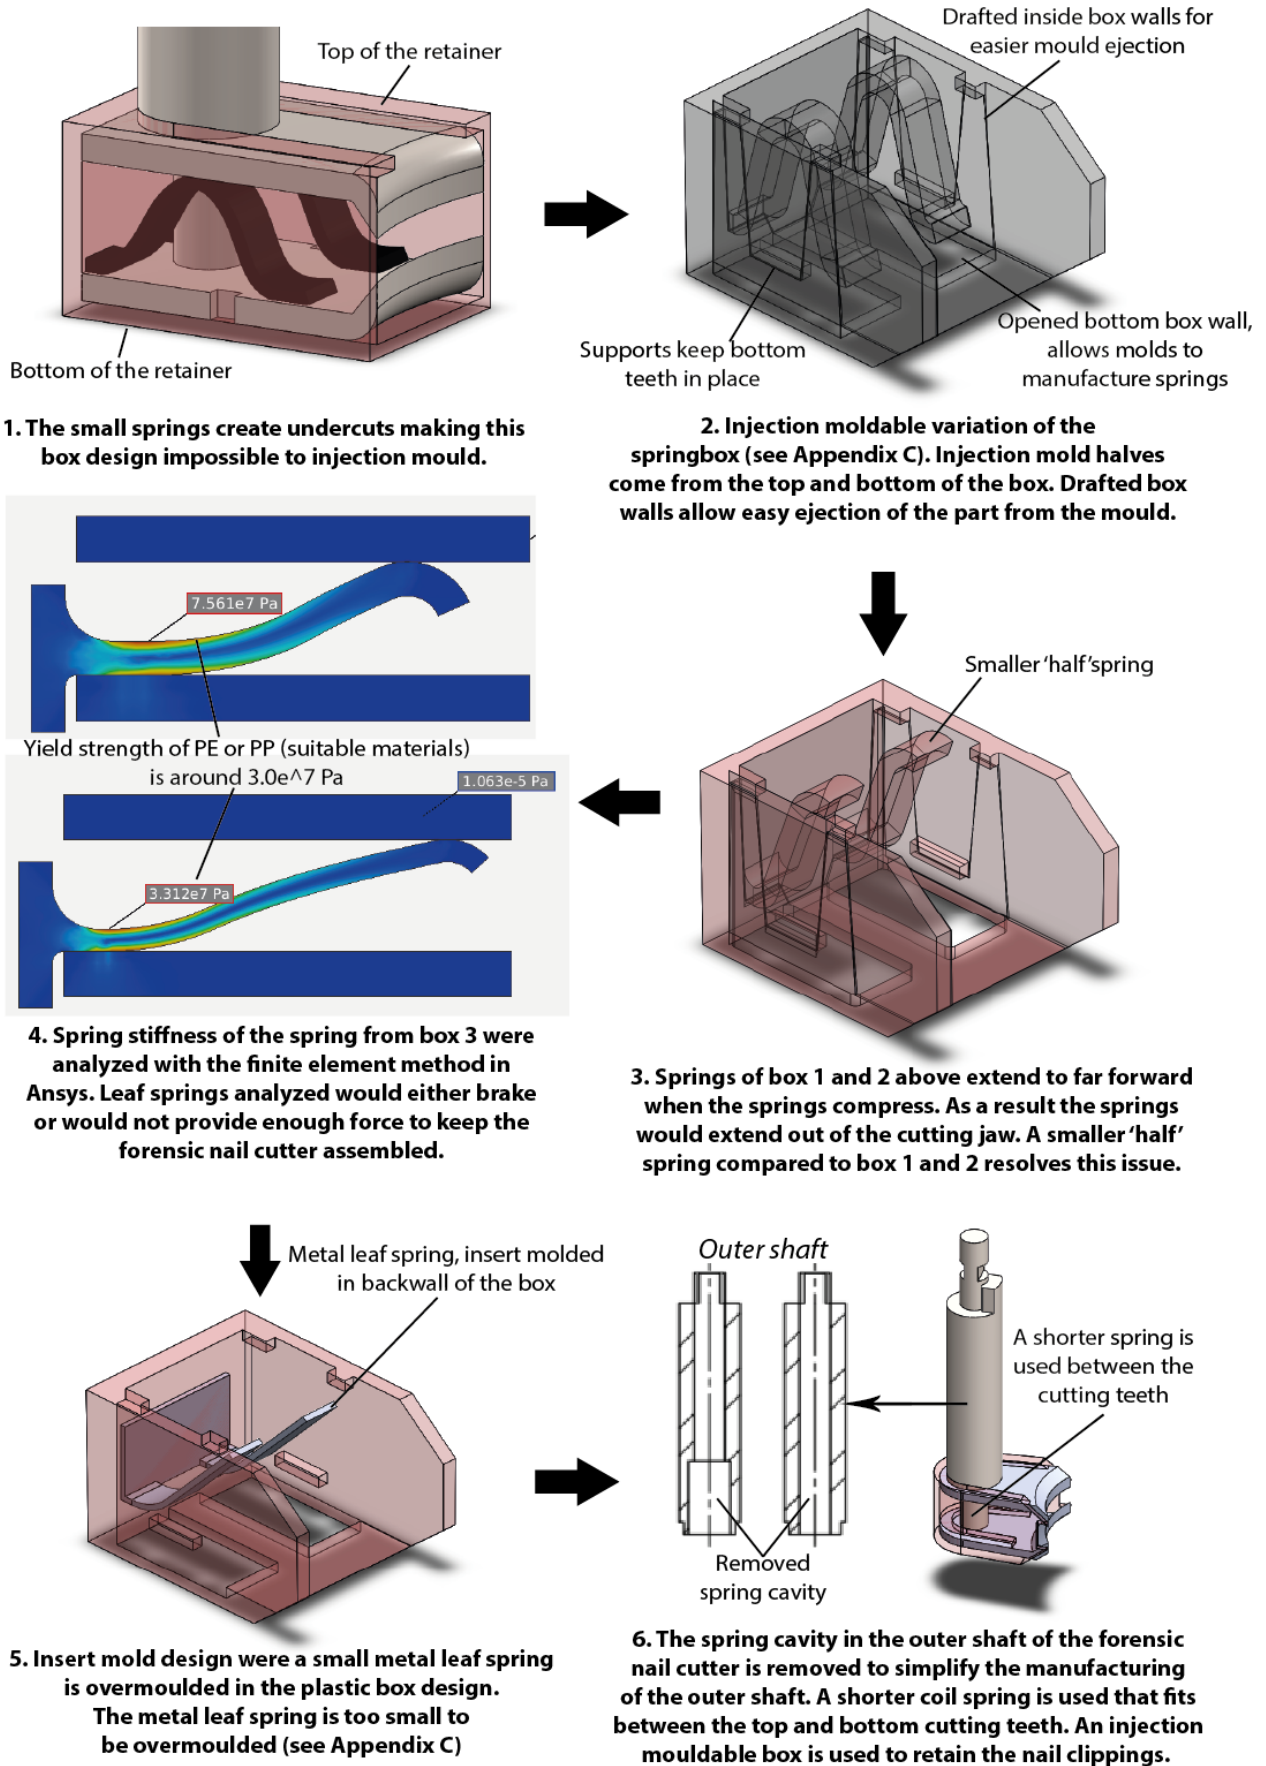 Top of the retainer
Bottom of the retainer
1. The small springs create undercuts making this
box design impossible to injection mould.
Drafted inside box walls for
easier mould ejection
Supports keep bottom
teeth in place
Opened bottom box wall,
allows molds to
manufacture springs
2. Injection moldable variation of the
springbox (see Appendix C). Injection mold halves
come from the top and bottom of the box. Drafted box
walls allow easy ejection of the part from the mould.
Smaller 'half' spring
3. Springs of box 1 and 2 above extend to far forward
when the springs compress. As a result the springs
would extend out of the cutting jaw. A smaller 'half'
spring compared to box 1 and 2 resolves this issue.
7.561e7 Pa
Yield strength of PE or PP (suitable materials)
is around 3.0e^7 Pa
1.063e-5 Pa
3.312e7 Pa
4. Spring stiffness of the spring from box 3 were
analyzed with the finite element method in
Ansys. Leaf springs analyzed would either brake
or would not provide enough force to keep the
forensic nail cutter assembled.
Metal leaf spring, insert molded
in backwall of the box
5. Insert mold design were a small metal leaf spring
is overmoulded in the plastic box design.
The metal leaf spring is too small to
be overmoulded (see Appendix C)
Outer shaft
A shorter spring is
used between the
cutting teeth
Removed
spring cavity
6. The spring cavity in the outer shaft of the forensic
nail cutter is removed to simplify the manufacturing
of the outer shaft. A shorter coil spring is used that fits
between the top and bottom cutting teeth. An injection
mouldable box is used to retain the nail clippings.